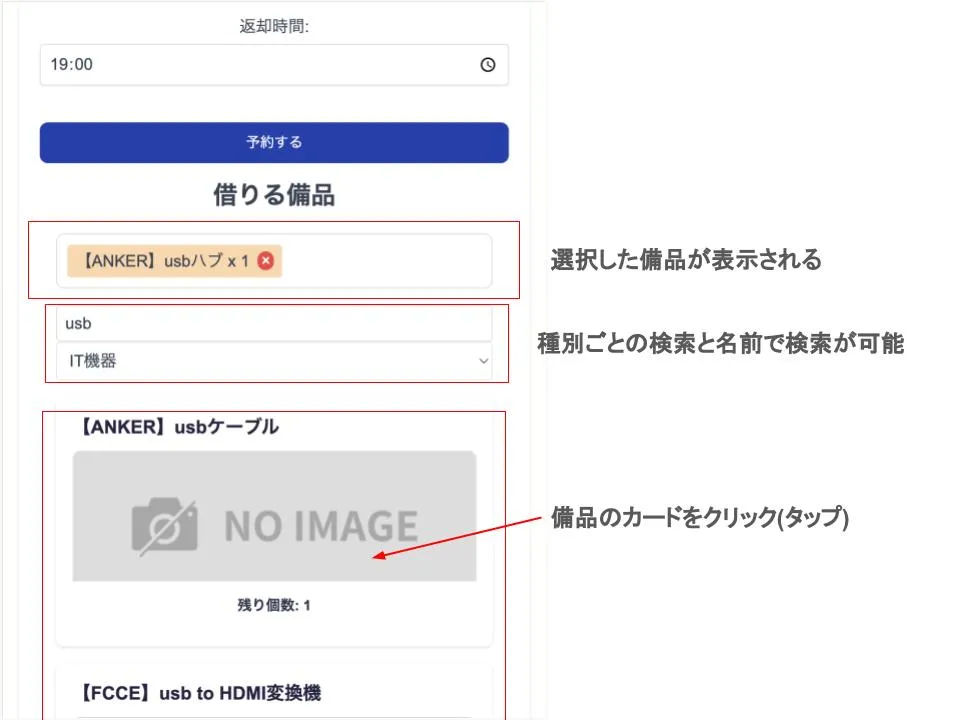 返却時間:
19:00
予約する
借りる備品
【ANKER】usbハブ x 1
選択した備品が表示される
usb
種別ごとの検索と名前で検索が可能
IT機器
【ANKER】usbケーブル
NO IMAGE
備品のカードをクリック(タップ)
残り個数: 1
【FCCE】usb to HDMI変換機